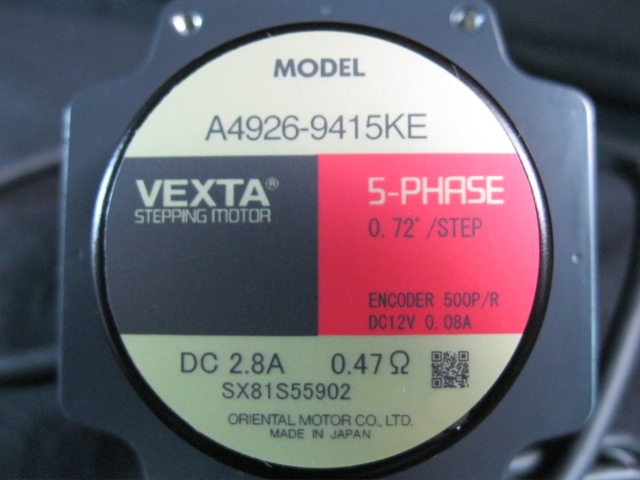 MODEL
A4926-9415KE
VEXTA®
STEPPING MOTOR
5-PHASE
0.72°/STEP
ENCODER 500P/R
DC12V 0.08A
DC 2.8A 0.47Ω
SX81S55902
ORIENTAL MOTOR CO., LTD.
MADE IN JAPAN